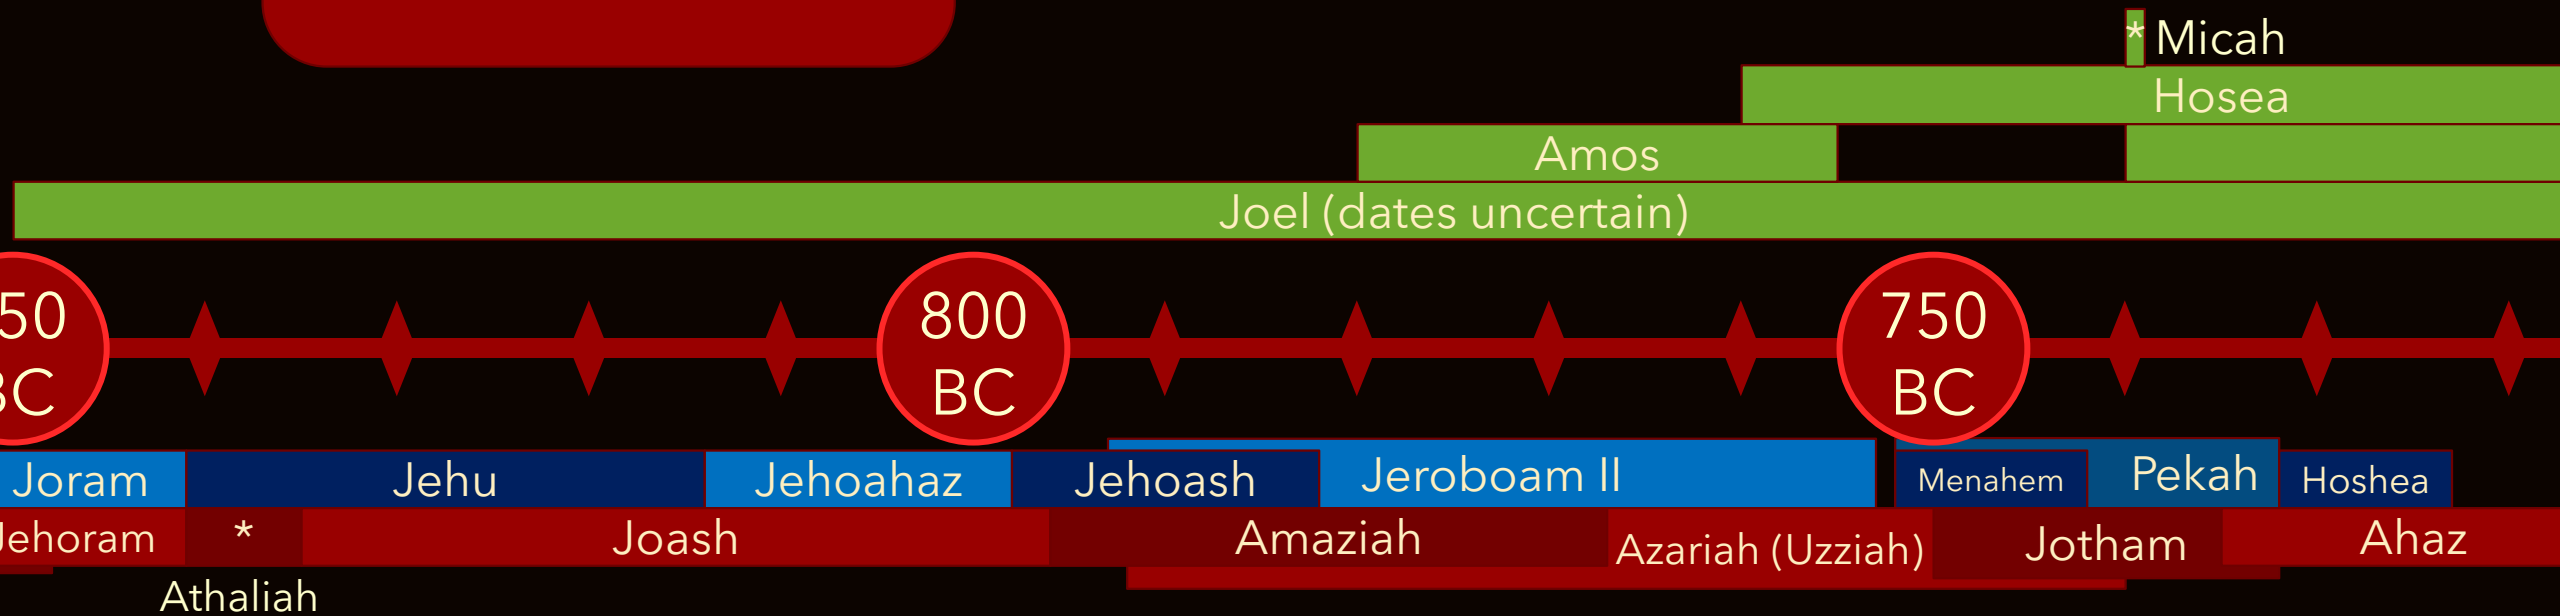 * Micah
Hosea
Amos
Joel (dates uncertain)
50 800 750
BC BC BC
Joram Jehu Jehoahaz Jehoash Jeroboam II Menahem Pekah Hoshea
Jehoram * Joash Amaziah Azariah (Uzziah) Jotham Ahaz
Athaliah